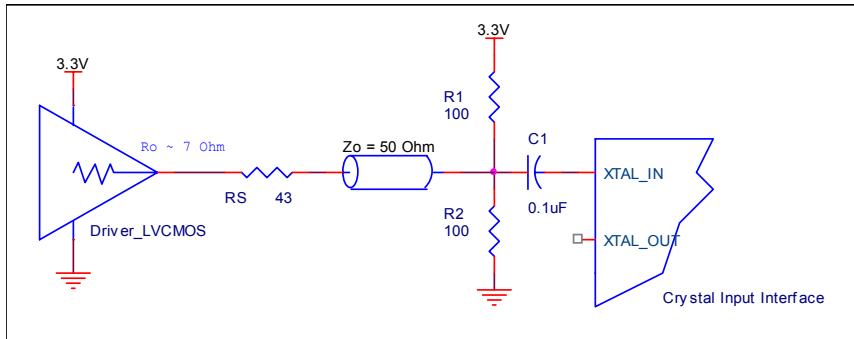 3.3V
3.3V
R1
100
Ro ~ 7 Ohm
Zo = 50 Ohm
C1
XTAL_IN
RS 43
0.1uF
R2
100
XTAL_OUT
Driver_LVCMOS
Crystal Input Interface